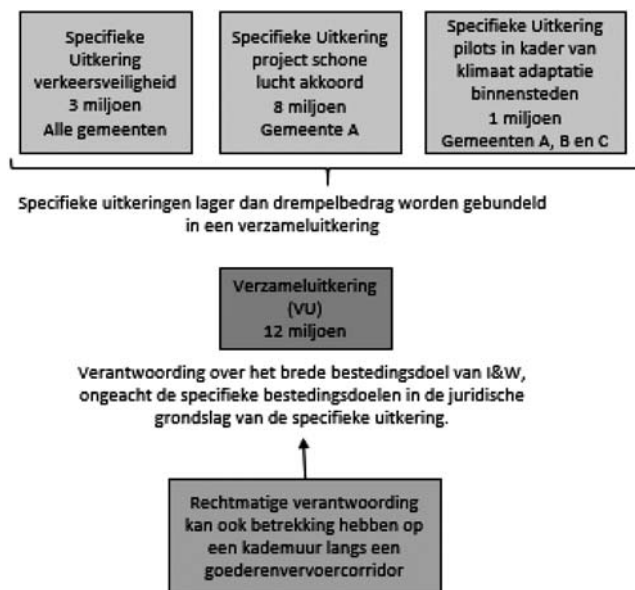 Specifieke
Uitkering
verkeersveiligheid
3 miljoen
Alle gemeenten
Specifieke Uitkering
project schone
lucht akkoord
8 miljoen
Gemeente A
Specifieke Uitkering
pilots in kader van
klimaat adaptatie
binnensteden
1 miljoen
Gemeenten A, B en C
Specifieke uitkeringen lager dan drempelbedrag worden gebundeld
in een verzameluitkering
Verzameluitkering
(VU)
12 miljoen
Verantwoording over het brede bestedingsdoel van I&W,
ongeacht de specifieke bestedingsdoelen in de juridische
grondslag van de specifieke uitkering.
Rechtmatige verantwoording
kan ook betrekking hebben op
een kademuur langs een
goederenvervoercorridor